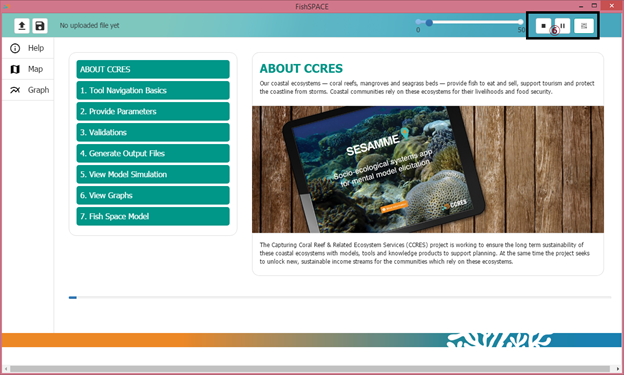 FishSPACE
No uploaded file yet
0
50
6
Help
Map
Graph
ABOUT CCRES
1. Tool Navigation Basics
2. Provide Parameters
3. Validations
4. Generate Output Files
5. View Model Simulation
6. View Graphs
7. Fish Space Model
ABOUT CCRES
Our coastal ecosystems — coral reefs, mangroves and seagrass beds — provide fish to eat and sell, support tourism and protect
the coastline from storms. Coastal communities rely on these ecosystems for their livelihoods and food security.
SESAMME
Socio-ecological systems app
for mental model elicitation
CCRES
The Capturing Coral Reef & Related Ecosystem Services (CCRES) project is working to ensure the long term sustainability of
these coastal ecosystems with models, tools and knowledge products to support planning. At the same time the project seeks
to unlock new, sustainable income streams for the communities which rely on these ecosystems.